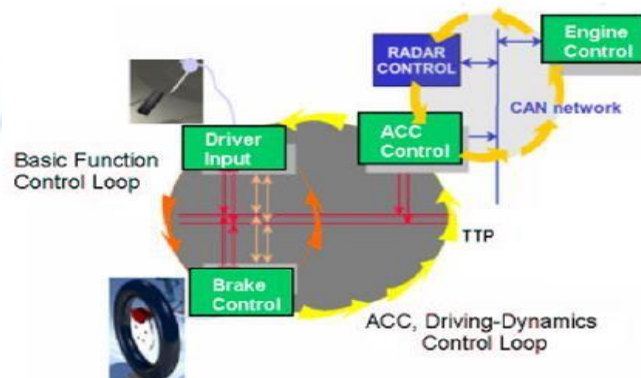 Engine
Control
RADAR
CONTROL
CAN network
Driver
Input
ACC
Control
Basic Function
Control Loop
TTP
Brake
Control
ACC, Driving-Dynamics
Control Loop